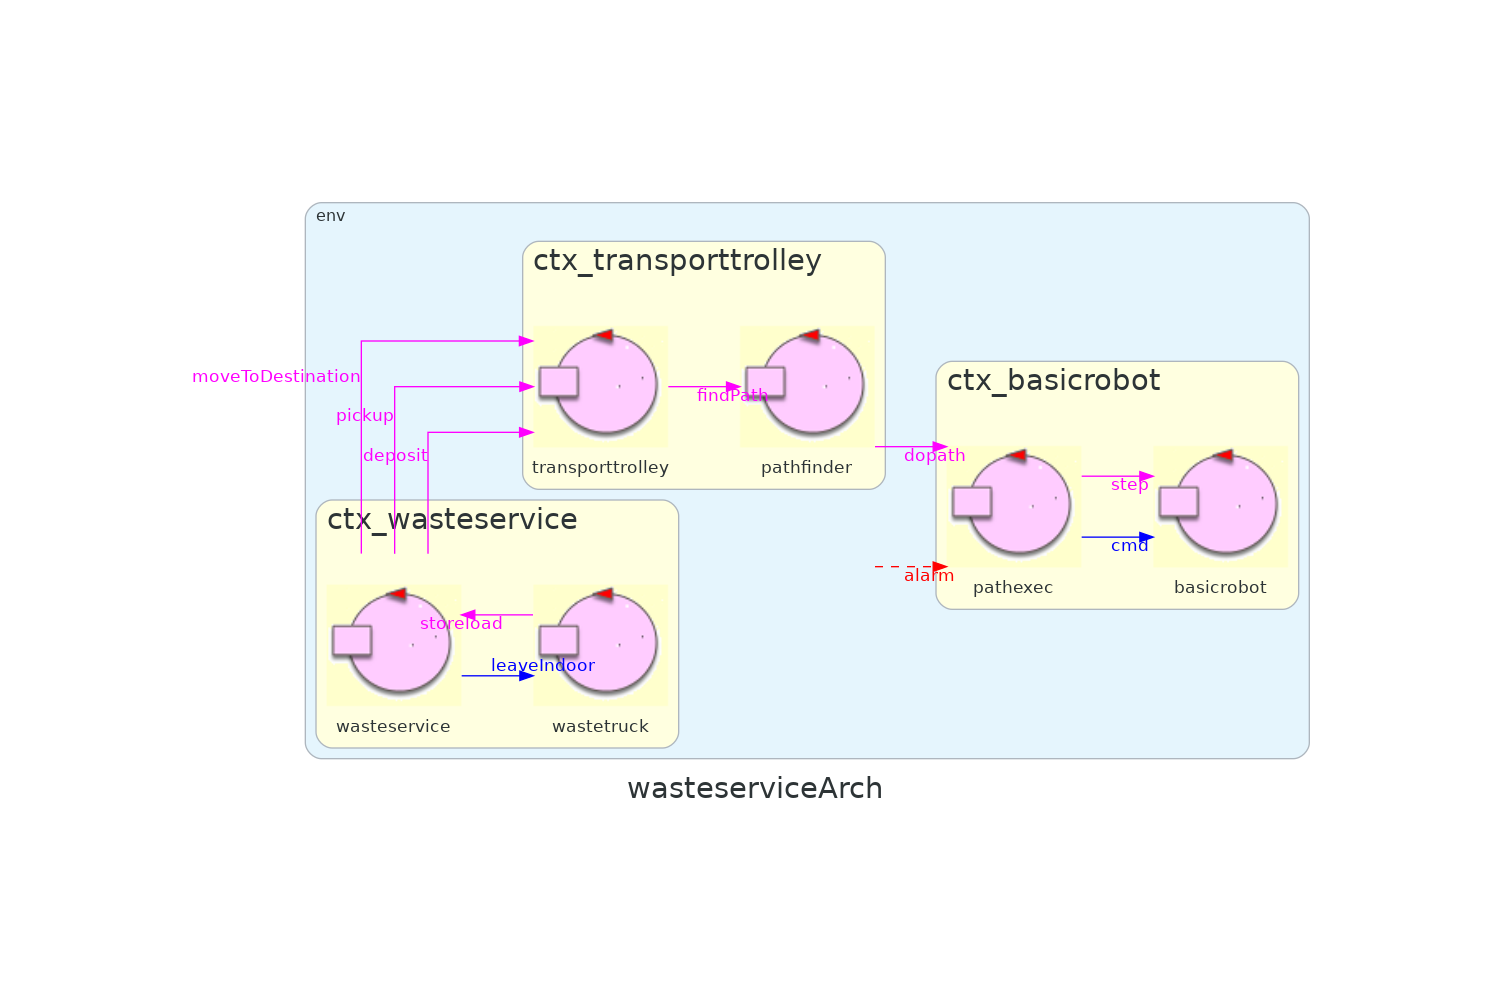 env
ctx_transporttrolley
moveToDestination
pickup
deposit
findPath
transporttrolley
pathfinder
ctx_basicrobot
dopath
step
cmd
alarm
pathexec
basicrobot
ctx_wasteservice
storeload
leaveIndoor
wasteservice
wastetruck
wasteserviceArch